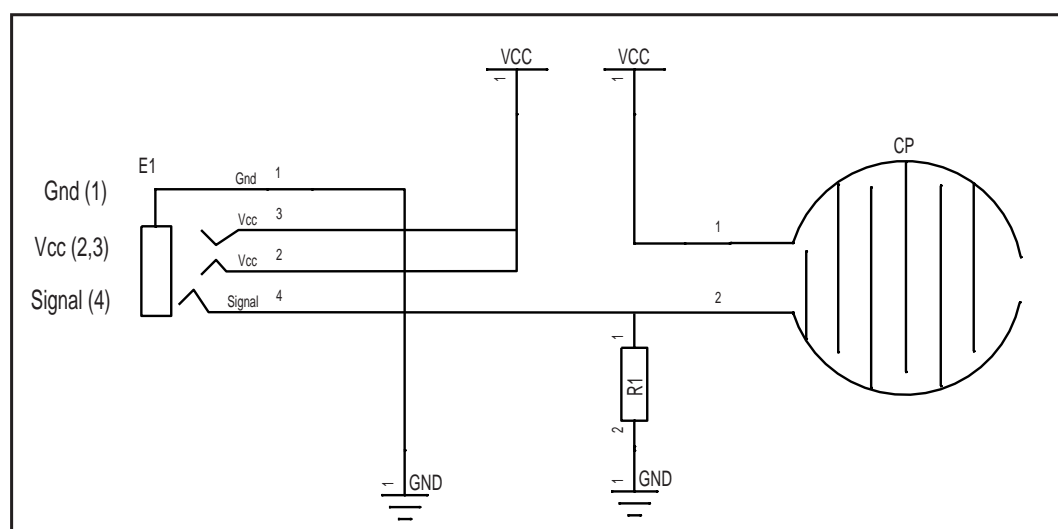 VCC VCC
1 1
E1 CP
Gnd (1) Gnd 1
Vcc 3 1
Vcc (2,3)
Vcc 2
Signal (4) Signal 4 2
1
R1
2
1 GND 1 GND